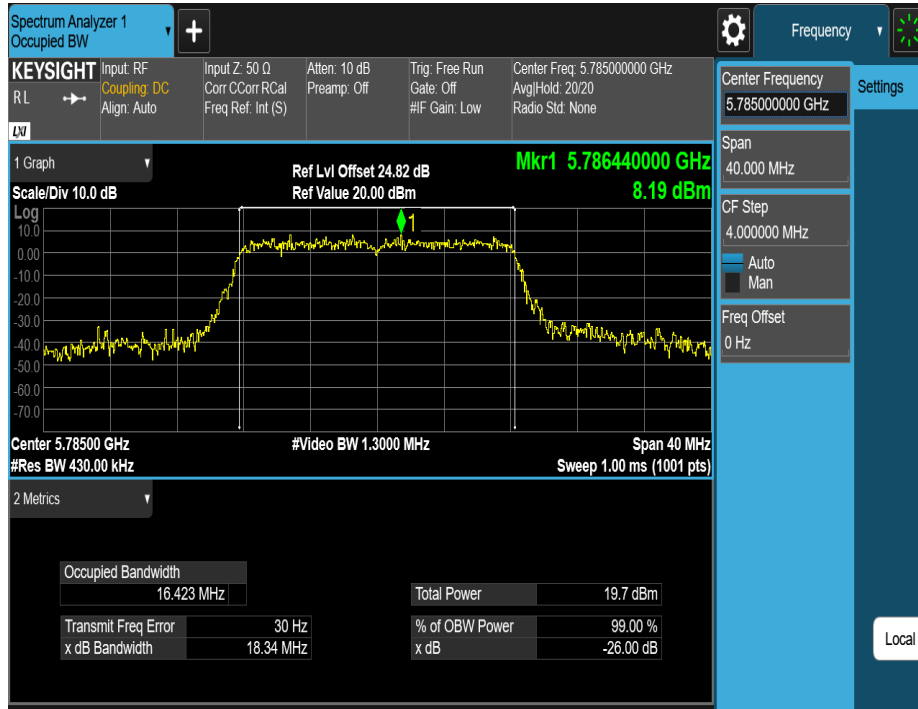 Spectrum Analyzer 1
Occupied BW
+
Frequency
KEYSIGHT
R L
LXI
Input: RF
Coupling: DC
Align: Auto
Input Z: 50 Ω
Corr CCorr RCal
Freq Ref: Int (S)
Atten: 10 dB
Preamp: Off
Trig: Free Run
Gate: Off
#IF Gain: Low
Center Freq: 5.785000000 GHz
Avg|Hold: 20/20
Radio Std: None
Center Frequency
5.785000000 GHz
Settings
Span
40.000 MHz
CF Step
4.000000 MHz
Auto
Man
Freq Offset
0 Hz
Local
1 Graph
Scale/Div 10.0 dB
Ref Lvl Offset 24.82 dB
Ref Value 20.00 dBm
Mkr1 5.786440000 GHz
8.19 dBm
Log
10.0
0.00
-10.0
-20.0
-30.0
-40.0
-50.0
-60.0
-70.0
1
Center 5.78500 GHz
#Video BW 1.3000 MHz
Span 40 MHz
#Res BW 430.00 kHz
Sweep 1.00 ms (1001 pts)
2 Metrics
Occupied Bandwidth
16.423 MHz
Total Power 19.7 dBm
Transmit Freq Error 30 Hz
% of OBW Power 99.00 %
x dB Bandwidth 18.34 MHz
x dB -26.00 dB